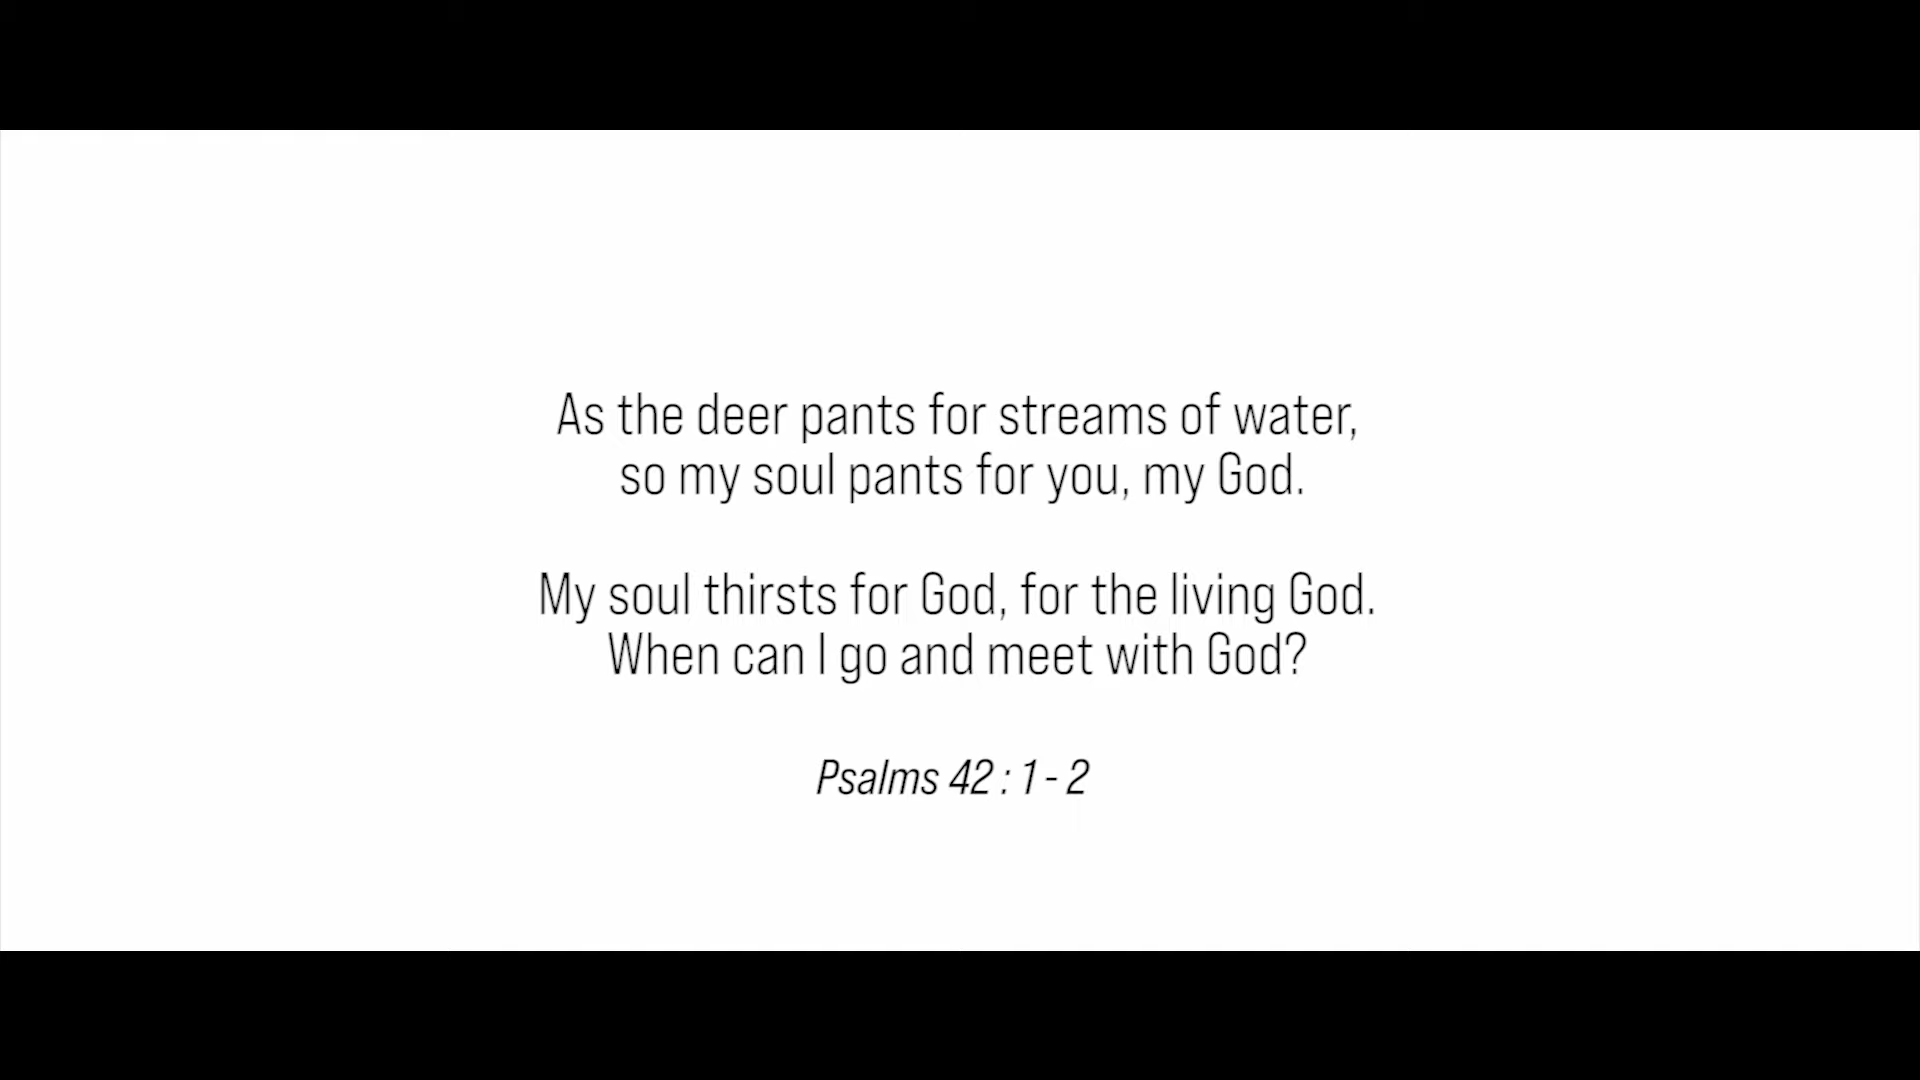 As the deer pants for streams of water,
so my soul pants for you, my God.
My soul thirsts for God, for the living God.
When can I go and meet with God?
Psalms 42 : 1 - 2